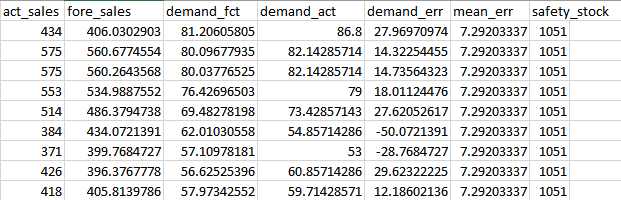 act_sales fore_sales demand_fct demand_act demand_err mean_err safety_stock
434 406.0302903 81.20605805 86.8 27.96970974 7.29203337 1051
575 560.6774554 80.09677935 82.14285714 14.32254455 7.29203337 1051
575 560.2643568 80.03776525 82.14285714 14.73564323 7.29203337 1051
553 534.9887552 76.42696503 79 18.01124476 7.29203337 1051
514 486.3794738 69.48278198 73.42857143 27.62052617 7.29203337 1051
384 434.0721391 62.01030558 54.85714286 -50.0721391 7.29203337 1051
371 399.7684727 57.10978181 53 -28.7684727 7.29203337 1051
426 396.3767778 56.62525396 60.85714286 29.62322225 7.29203337 1051
418 405.8139786 57.97342552 59.71428571 12.18602136 7.29203337 1051